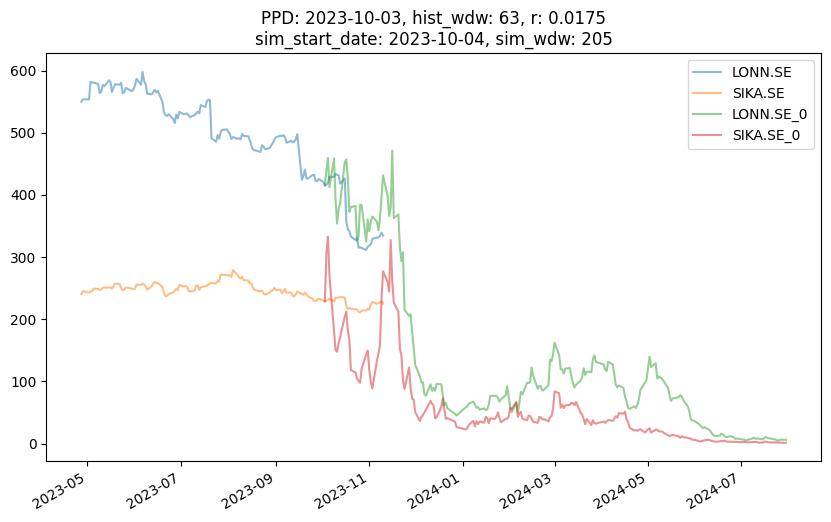 PPD: 2023-10-03, hist_wdw: 63, r: 0.0175
sim_start_date: 2023-10-04, sim_wdw: 205
LONN.SE
SIKA.SE
LONN.SE_0
SIKA.SE_0
600
500
400
300
200
100
0
2023-05
2023-07
2023-09
2023-11
2024-01
2024-03
2024-05
2024-07